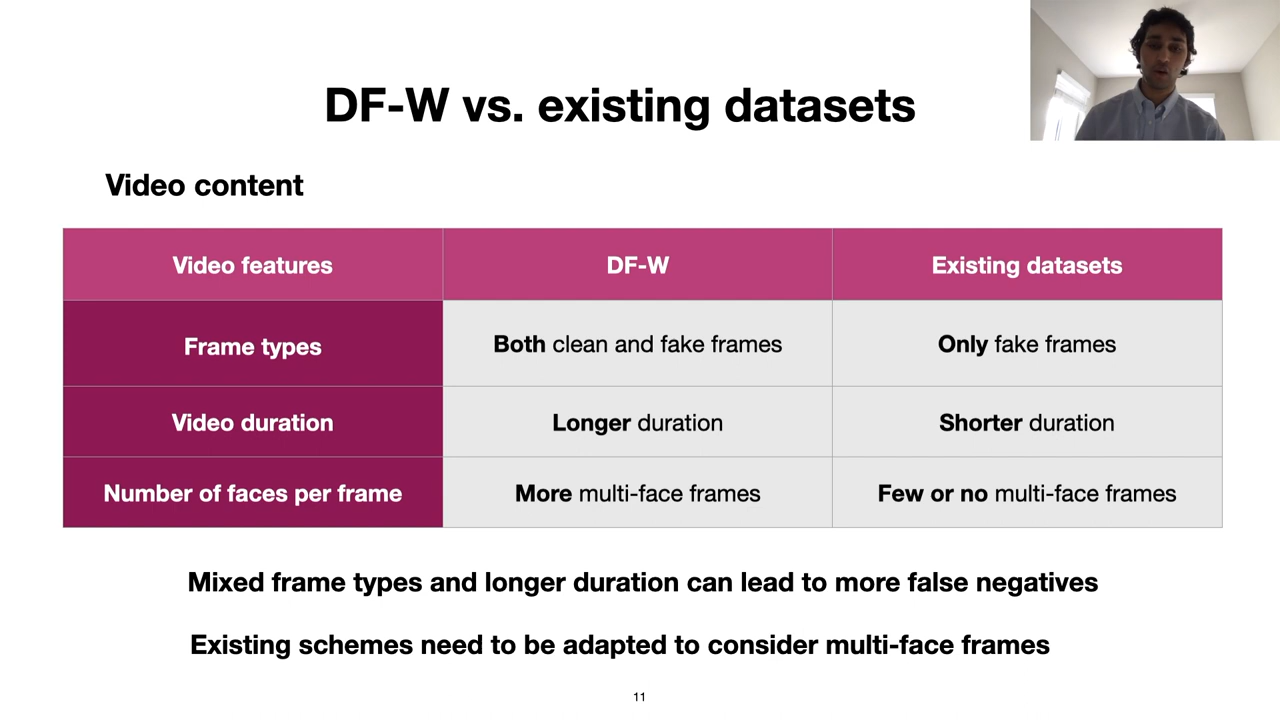 DF-W vs. existing datasets
Video content
Video features DF-W Existing datasets
Frame types Both clean and fake frames Only fake frames
Video duration Longer duration Shorter duration
Number of faces per frame More multi-face frames Few or no multi-face frames
Mixed frame types and longer duration can lead to more false negatives
Existing schemes need to be adapted to consider multi-face frames
11